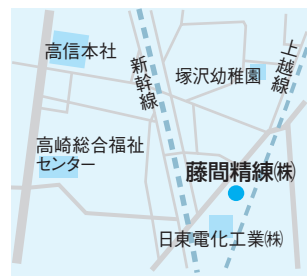 高信本社
新幹線
塚沢幼稚園
上越線
高崎総合福祉
センター
藤間精練㈱
日東電化工業㈱